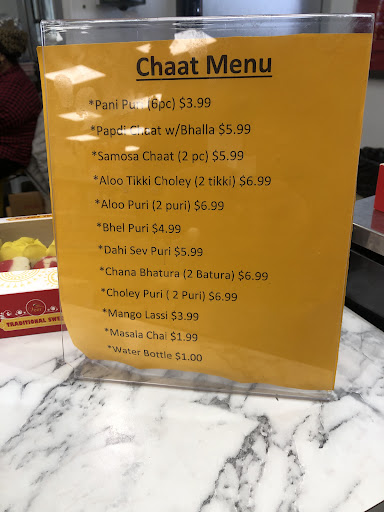 Chaat Menu
*Pani Puri (6pc) $3.99
*Papdi Chaat w/Bhalla $5.99
*Samosa Chaat (2 pc) $5.99
*Aloo Tikki Choley (2 tikki) $6.99
*Aloo Puri (2 puri) $6.99
*Bhel Puri $4.99
*Dahi Sev Puri $5.99
*Chana Bhatura (2 Batura) $6.99
*Choley Puri ( 2 Puri) $6.99
*Mango Lassi $3.99
*Masala Chai $1.99
*Water Bottle $1.00
TRADITIONAL